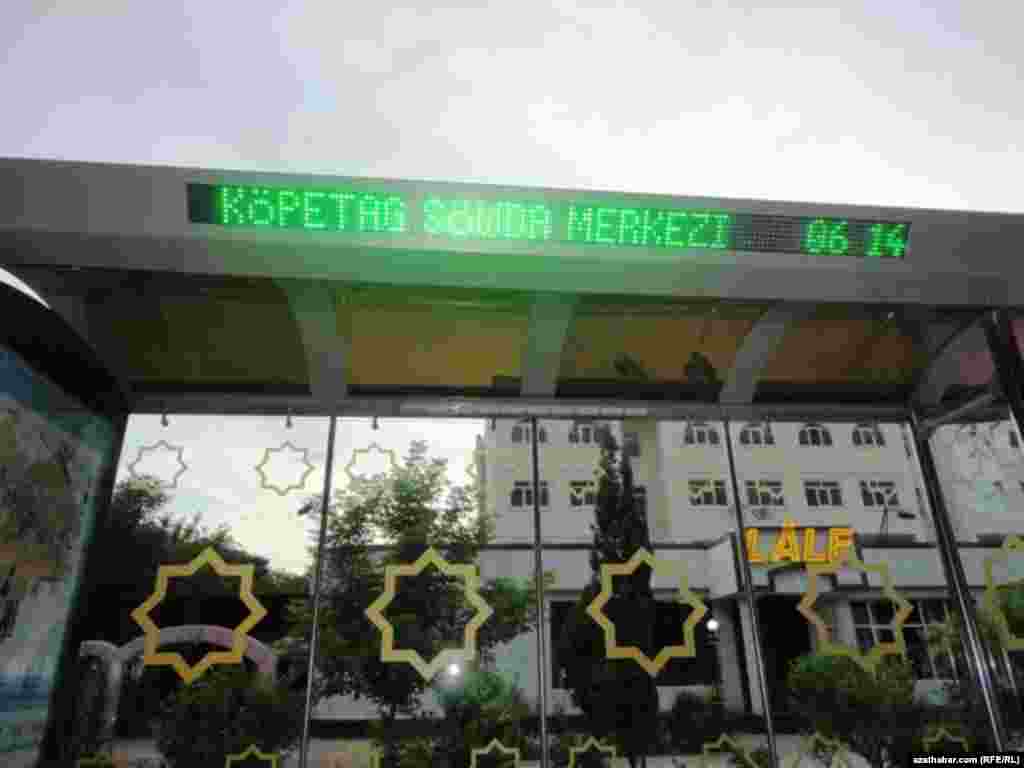 KÖPETAG SÖWDA MERKEZI 06 14
LÄLE
azathabar.com (RFE/RL)